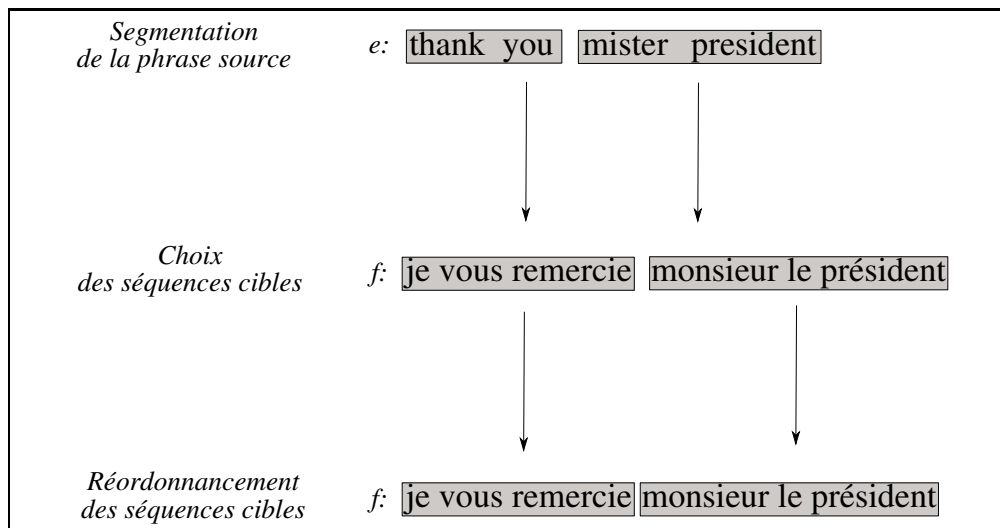 Segmentation
de la phrase source
e: thank you mister president
Choix
des séquences cibles
f: je vous remercie monsieur le président
Réordonnancement
des séquences cibles
f: je vous remercie monsieur le président